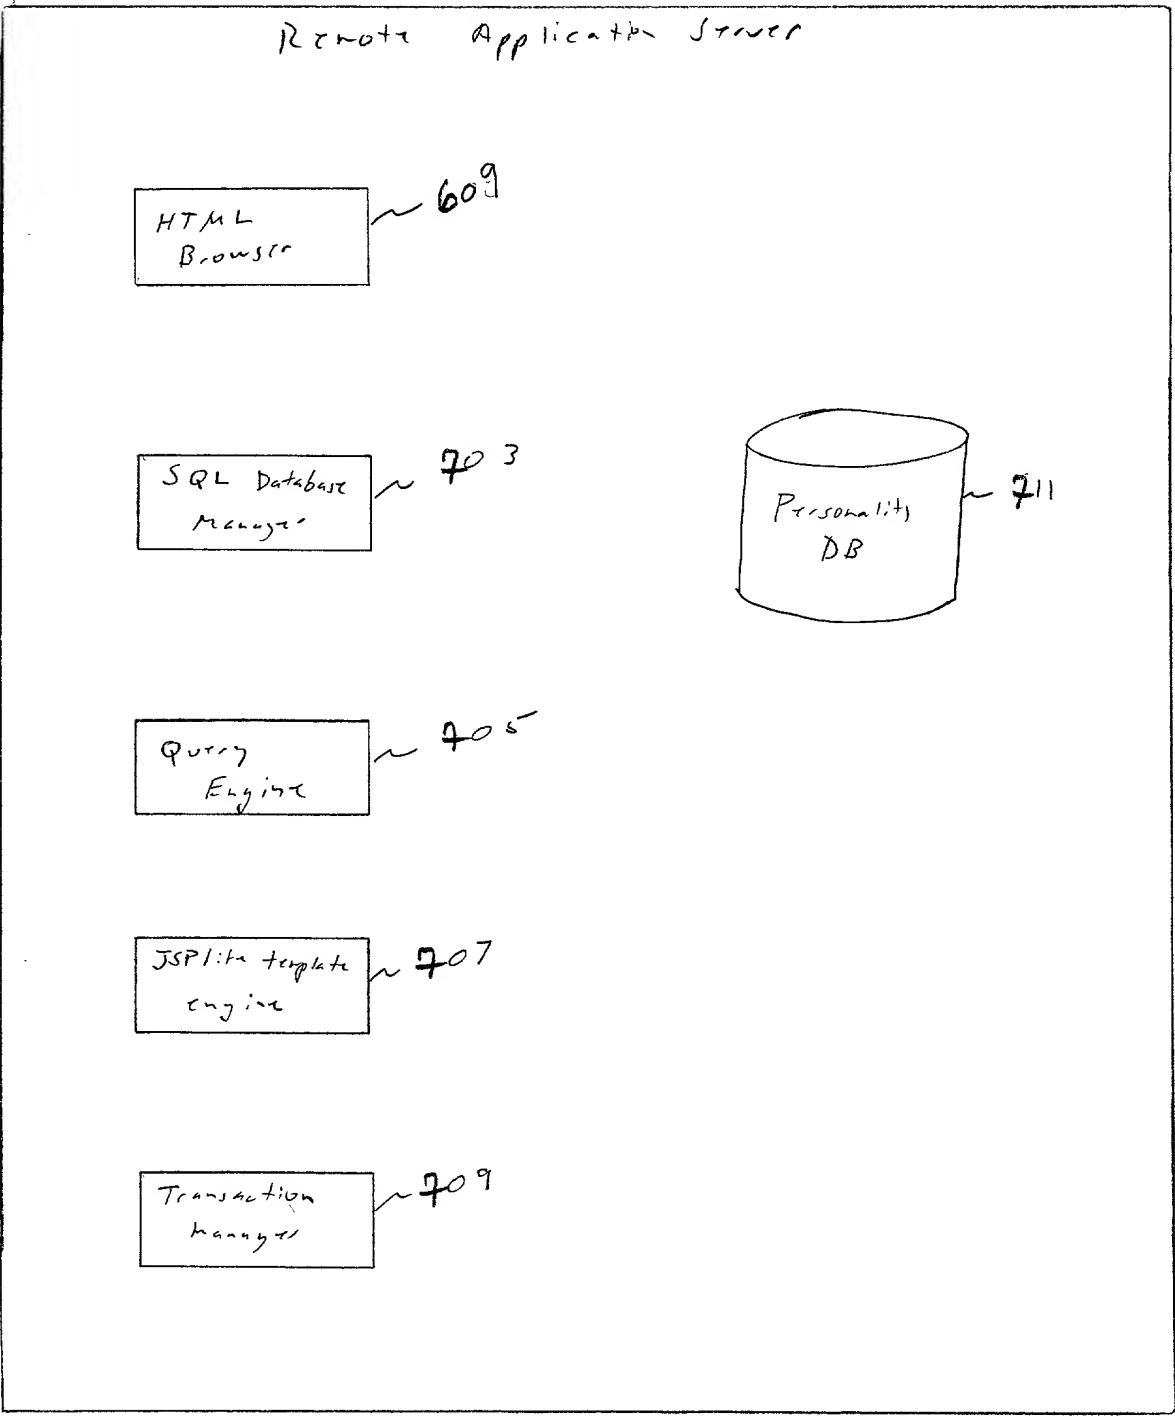 Remote Application Server
609
HTML
Browser
703
SQL Database
Manager
711
Personality
DB
705
Query
Engine
707
JSPlite template
engine
709
Transaction
Manager